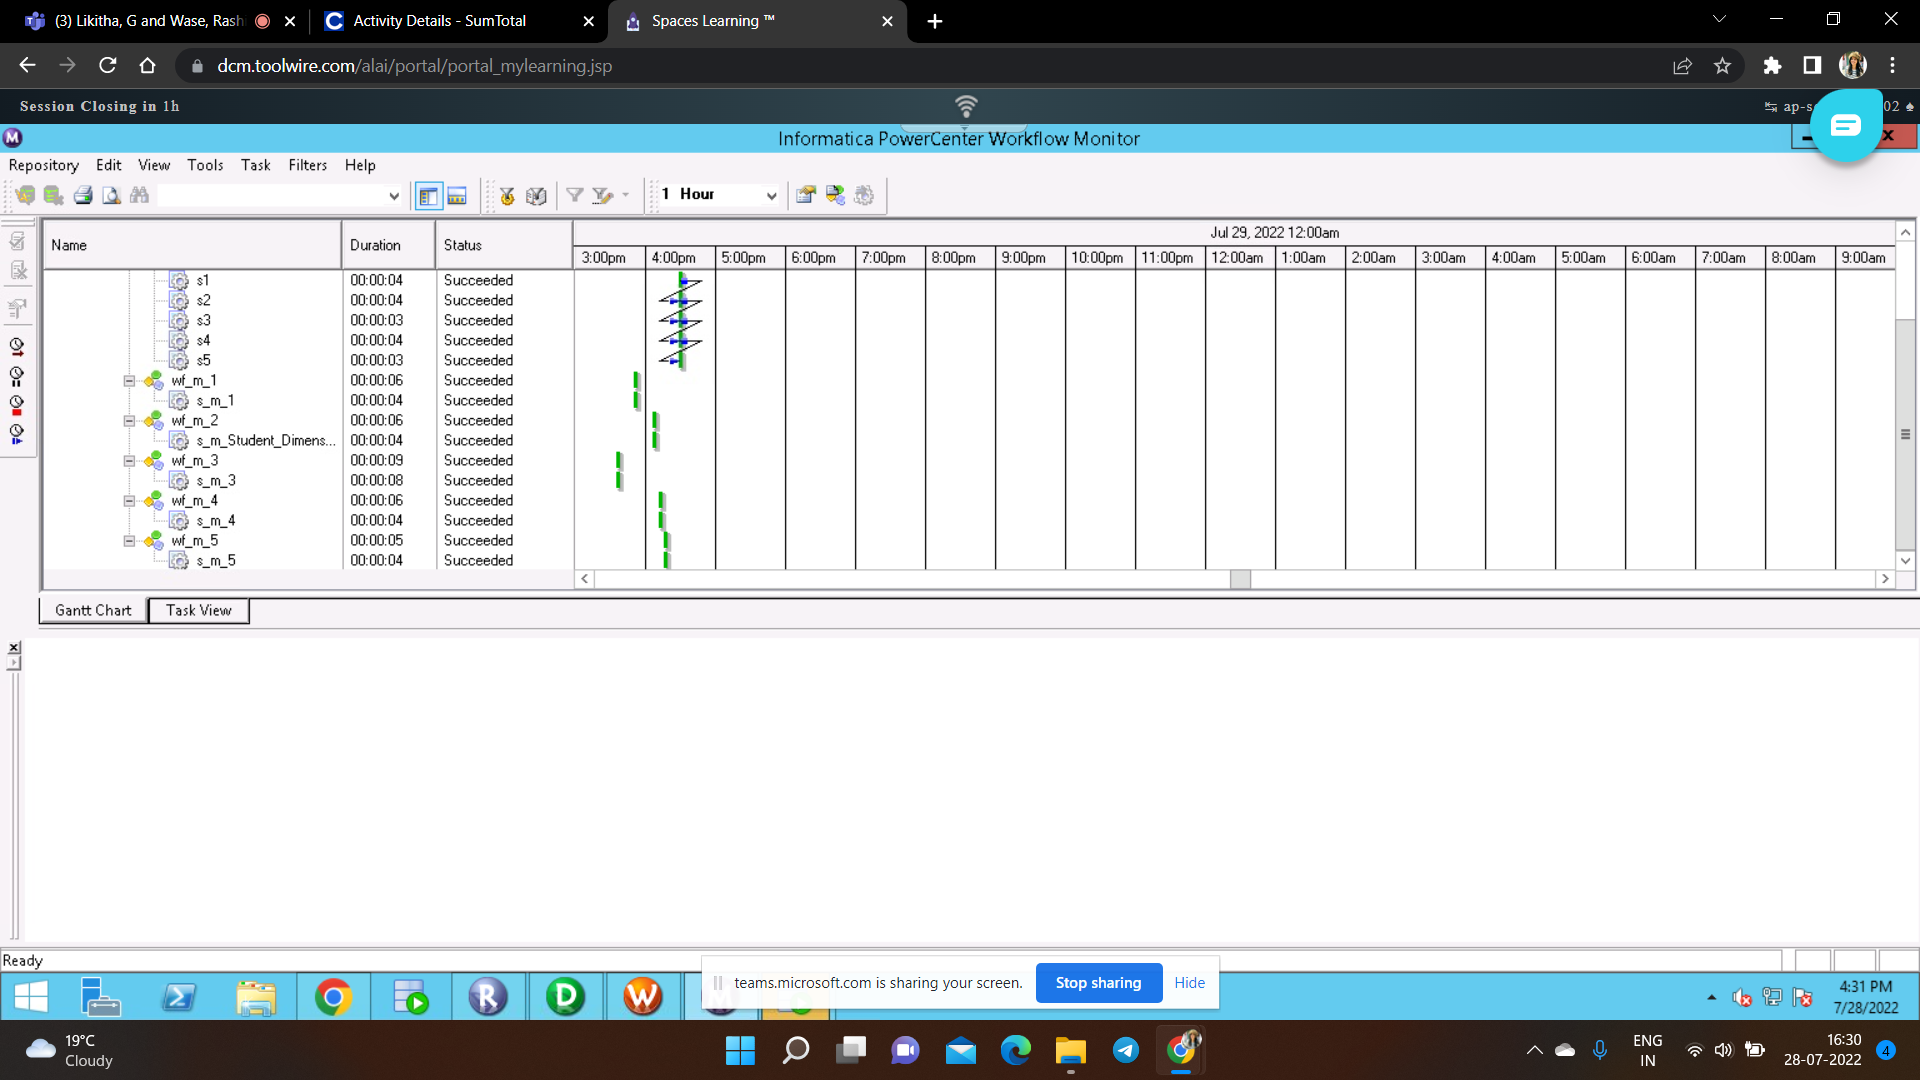 (3) Likitha, G and Wase, Rash
Activity Details - SumTotal
Spaces Learning ™
dcm.toolwire.com/alai/portal/portal_mylearning.jsp
Session Closing in 1h
02
Informatica PowerCenter Workflow Monitor
Repository Edit View Tools Task Filters Help
1 Hour
Name Duration Status
Jul 29, 2022 12:00am
3:00pm 4:00pm 5:00pm 6:00pm 7:00pm 8:00pm 9:00pm 10:00pm 11:00pm 12:00am 1:00am 2:00am 3:00am 4:00am 5:00am 6:00am 7:00am 8:00am 9:00am
s1 00:00:04 Succeeded
s2 00:00:04 Succeeded
s3 00:00:03 Succeeded
s4 00:00:04 Succeeded
s5 00:00:03 Succeeded
wf_m_1 00:00:06 Succeeded
s_m_1 00:00:04 Succeeded
wf_m_2 00:00:06 Succeeded
s_m_Student_Dimens... 00:00:04 Succeeded
wf_m_3 00:00:09 Succeeded
s_m_3 00:00:08 Succeeded
wf_m_4 00:00:06 Succeeded
s_m_4 00:00:04 Succeeded
wf_m_5 00:00:05 Succeeded
s_m_5 00:00:04 Succeeded
Gantt Chart Task View
Ready
teams.microsoft.com is sharing your screen. Stop sharing Hide
4:31 PM
7/28/2022
19°C
Cloudy
ENG
IN
16:30
28-07-2022
4